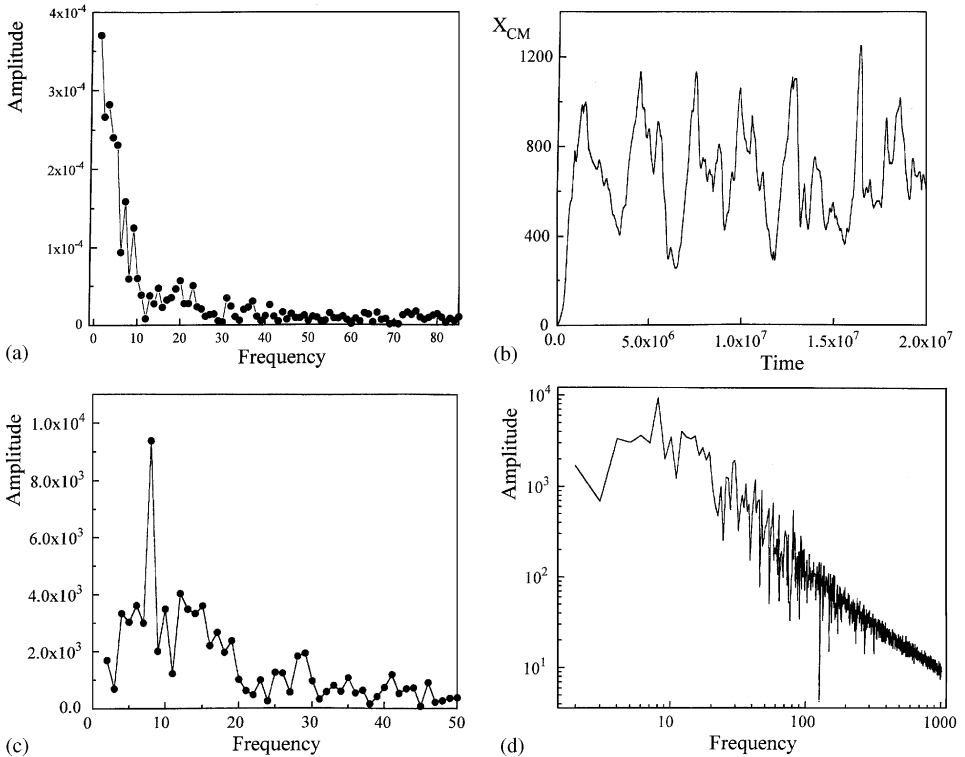 4x10⁻⁴
3x10⁻⁴
2x10⁻⁴
1x10⁻⁴
0
Amplitude
0 10 20 30 40 50 60 70 80
Frequency
(a)
X_CM
1200
800
400
0
0.0 5.0x10⁶ 1.0x10⁷ 1.5x10⁷ 2.0x10⁷
Time
(b)
1.0x10⁴
8.0x10³
6.0x10³
4.0x10³
2.0x10³
0.0
Amplitude
0 10 20 30 40 50
Frequency
(c)
10⁴
10³
10²
10¹
Amplitude
10 100 1000
Frequency
(d)